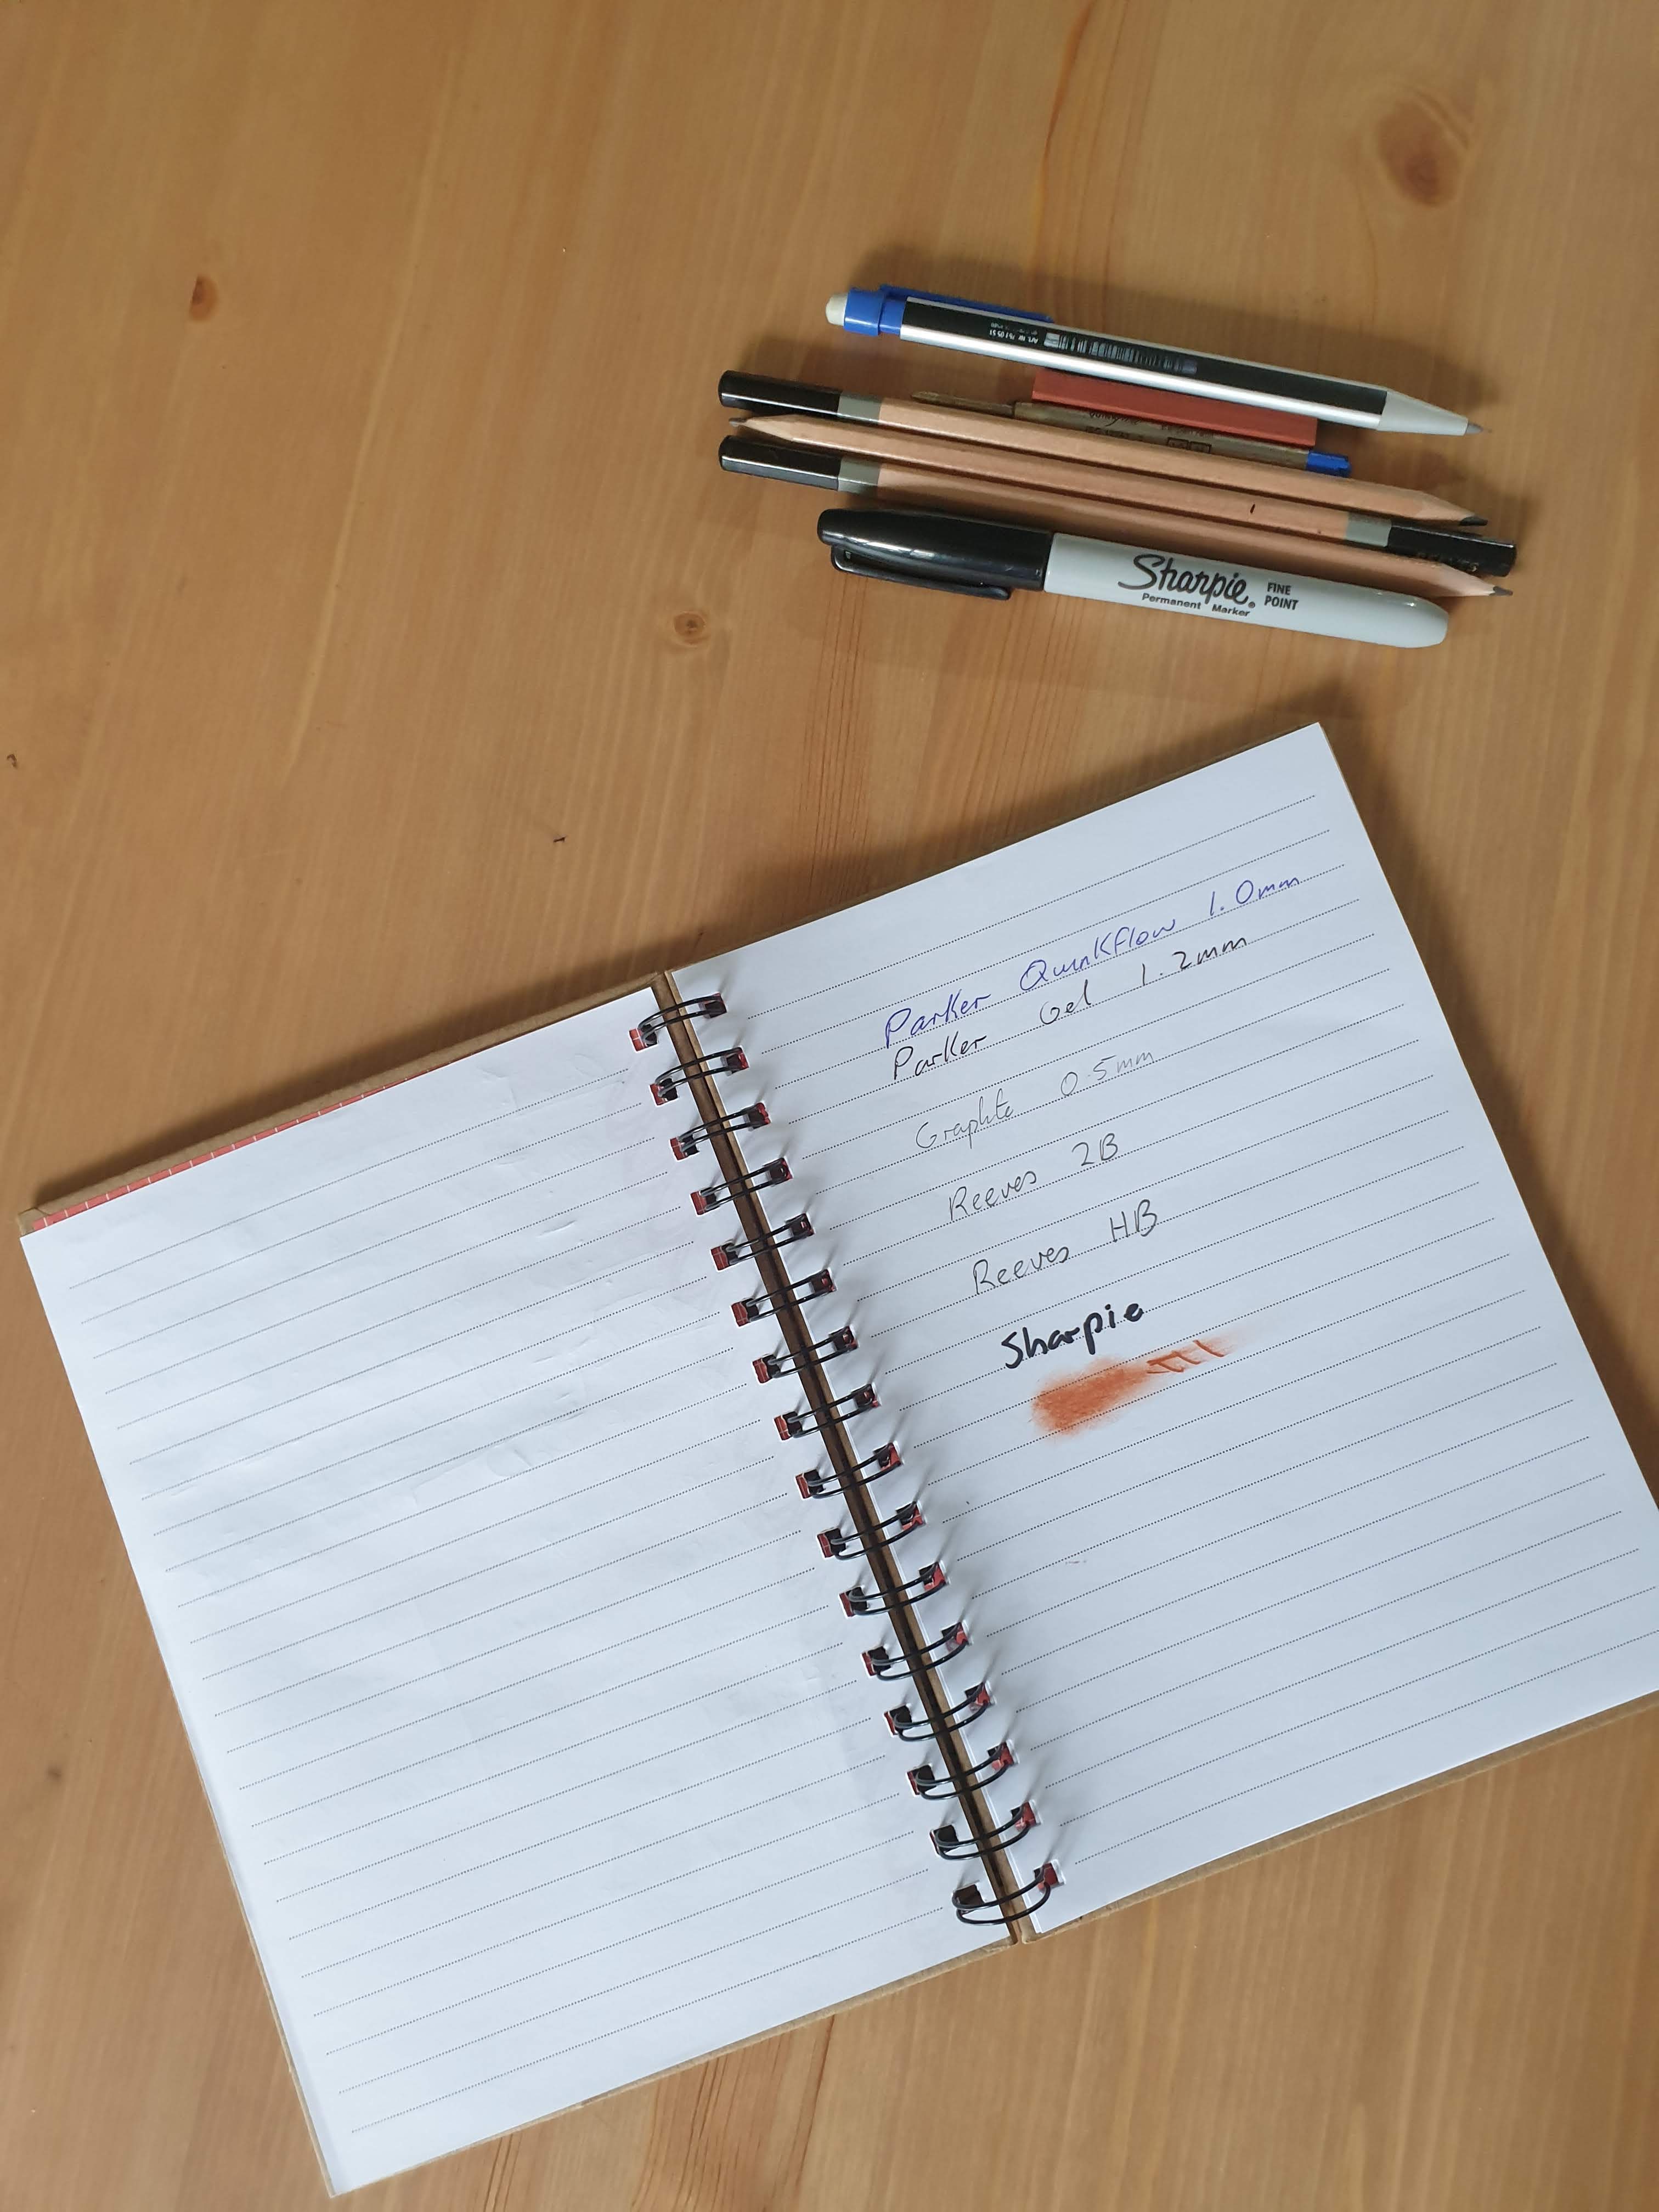 Sharpie®
FINE
POINT
Permanent Marker
Parker QuinkFlow 1.0mm
Parker Gel 1.2mm
Graphite 0.5mm
Reeves 2B
Reeves HB
Sharpie